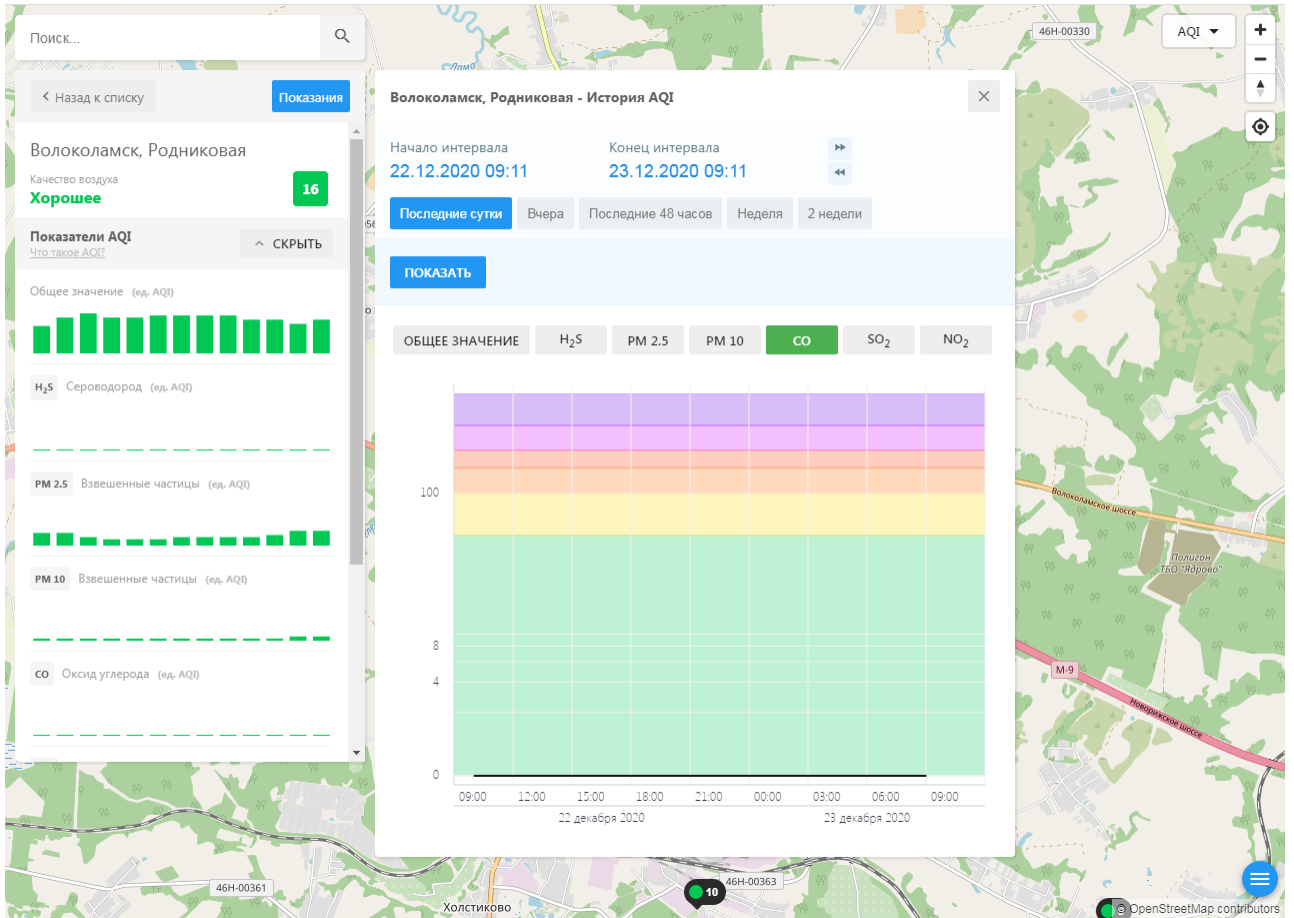 Поиск...
46Н-00330
AQI
Лама
Назад к списку
Показания
Волоколамск, Родниковая
Качество воздуха
Хорошее
16
Показатели AQI
Что такое AQI?
СКРЫТЬ
Общее значение (ед. AQI)
H₂S Сероводород (ед. AQI)
PM 2.5 Взвешенные частицы (ед. AQI)
PM 10 Взвешенные частицы (ед. AQI)
CO Оксид углерода (ед. AQI)
Волоколамск, Родниковая - История AQI
Начало интервала
22.12.2020 09:11
Конец интервала
23.12.2020 09:11
Последние сутки
Вчера
Последние 48 часов
Неделя
2 недели
ПОКАЗАТЬ
ОБЩЕЕ ЗНАЧЕНИЕ
H₂S
PM 2.5
PM 10
CO
SO₂
NO₂
100
8
4
0
09:00 12:00 15:00 18:00 21:00 00:00 03:00 06:00 09:00
22 декабря 2020 23 декабря 2020
Волоколамское шоссе
Полигон
ТБО "Ядрово"
М-9
Новорижское шоссе
46Н-00361
10
46Н-00363
Холстиково
© OpenStreetMap contributors